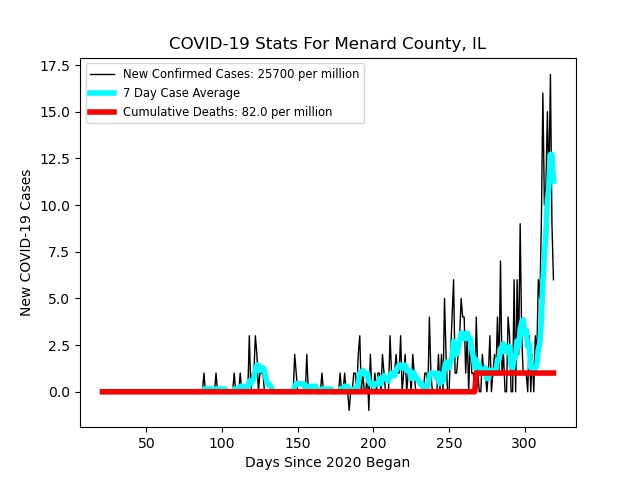 COVID-19 Stats For Menard County, IL
New Confirmed Cases: 25700 per million
7 Day Case Average
Cumulative Deaths: 82.0 per million
New COVID-19 Cases
17.5
15.0
12.5
10.0
7.5
5.0
2.5
0.0
50 100 150 200 250 300
Days Since 2020 Began